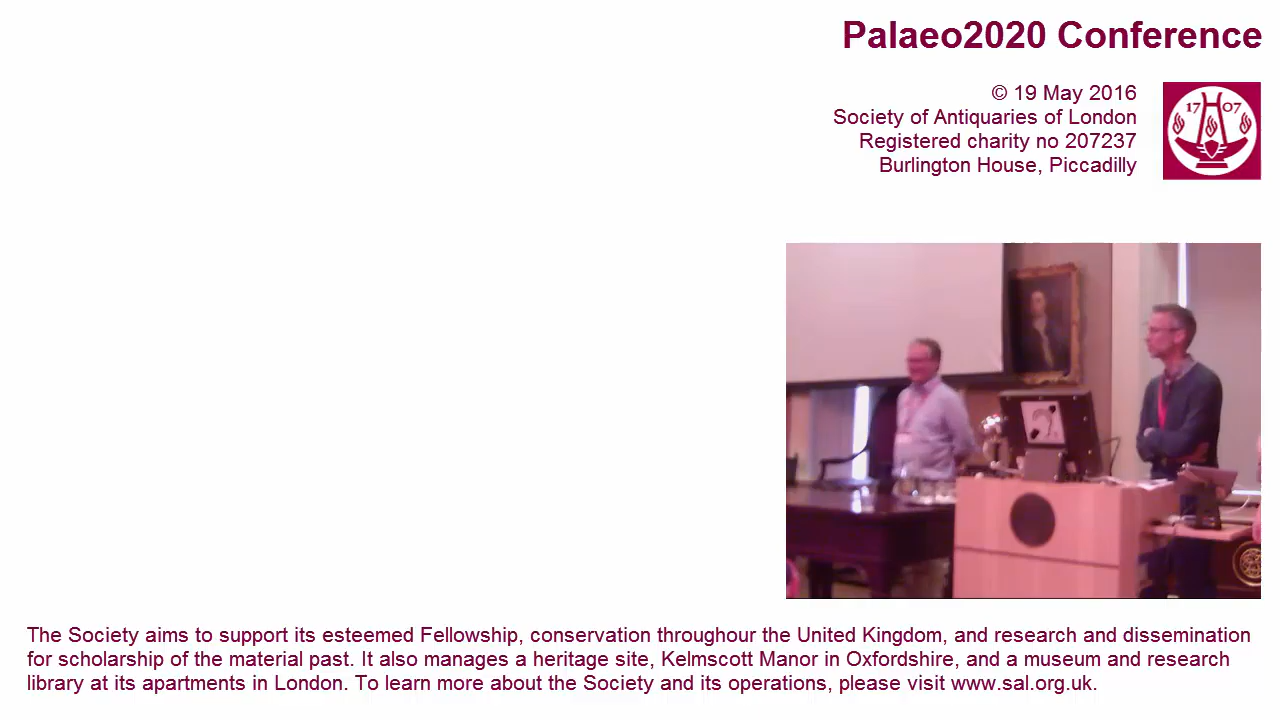 Palaeo2020 Conference
© 19 May 2016
Society of Antiquaries of London
Registered charity no 207237
Burlington House, Piccadilly
17 07
The Society aims to support its esteemed Fellowship, conservation throughour the United Kingdom, and research and dissemination
for scholarship of the material past. It also manages a heritage site, Kelmscott Manor in Oxfordshire, and a museum and research
library at its apartments in London. To learn more about the Society and its operations, please visit www.sal.org.uk.